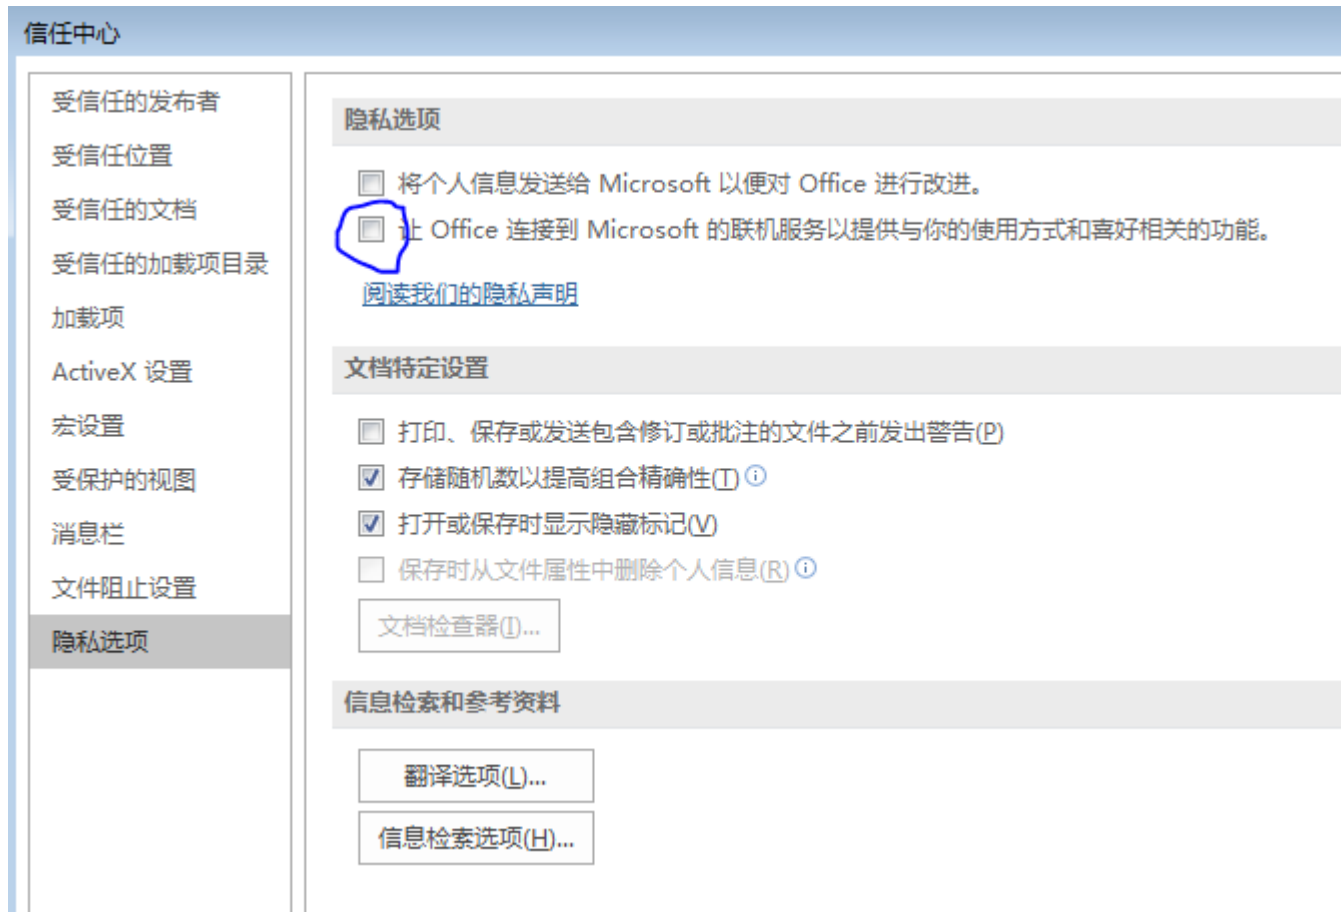 信任中心
受信任的发布者
受信任位置
受信任的文档
受信任的加载项目录
加载项
ActiveX 设置
宏设置
受保护的视图
消息栏
文件阻止设置
隐私选项
隐私选项
将个人信息发送给 Microsoft 以便对 Office 进行改进。
让 Office 连接到 Microsoft 的联机服务以提供与你的使用方式和喜好相关的功能。
阅读我们的隐私声明
文档特定设置
打印、保存或发送包含修订或批注的文件之前发出警告(P)
存储随机数以提高组合精确性(T)
打开或保存时显示隐藏标记(V)
保存时从文件属性中删除个人信息(R)
文档检查器(I)...
信息检索和参考资料
翻译选项(L)...
信息检索选项(H)...